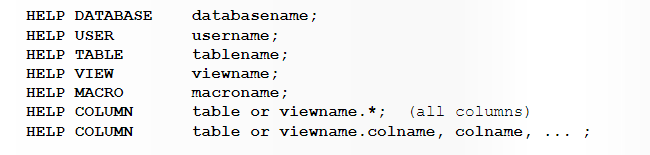 HELP DATABASE databasename;
HELP USER username;
HELP TABLE tablename;
HELP VIEW viewname;
HELP MACRO macroname;
HELP COLUMN table or viewname.*; (all columns)
HELP COLUMN table or viewname.colname, colname, ... ;